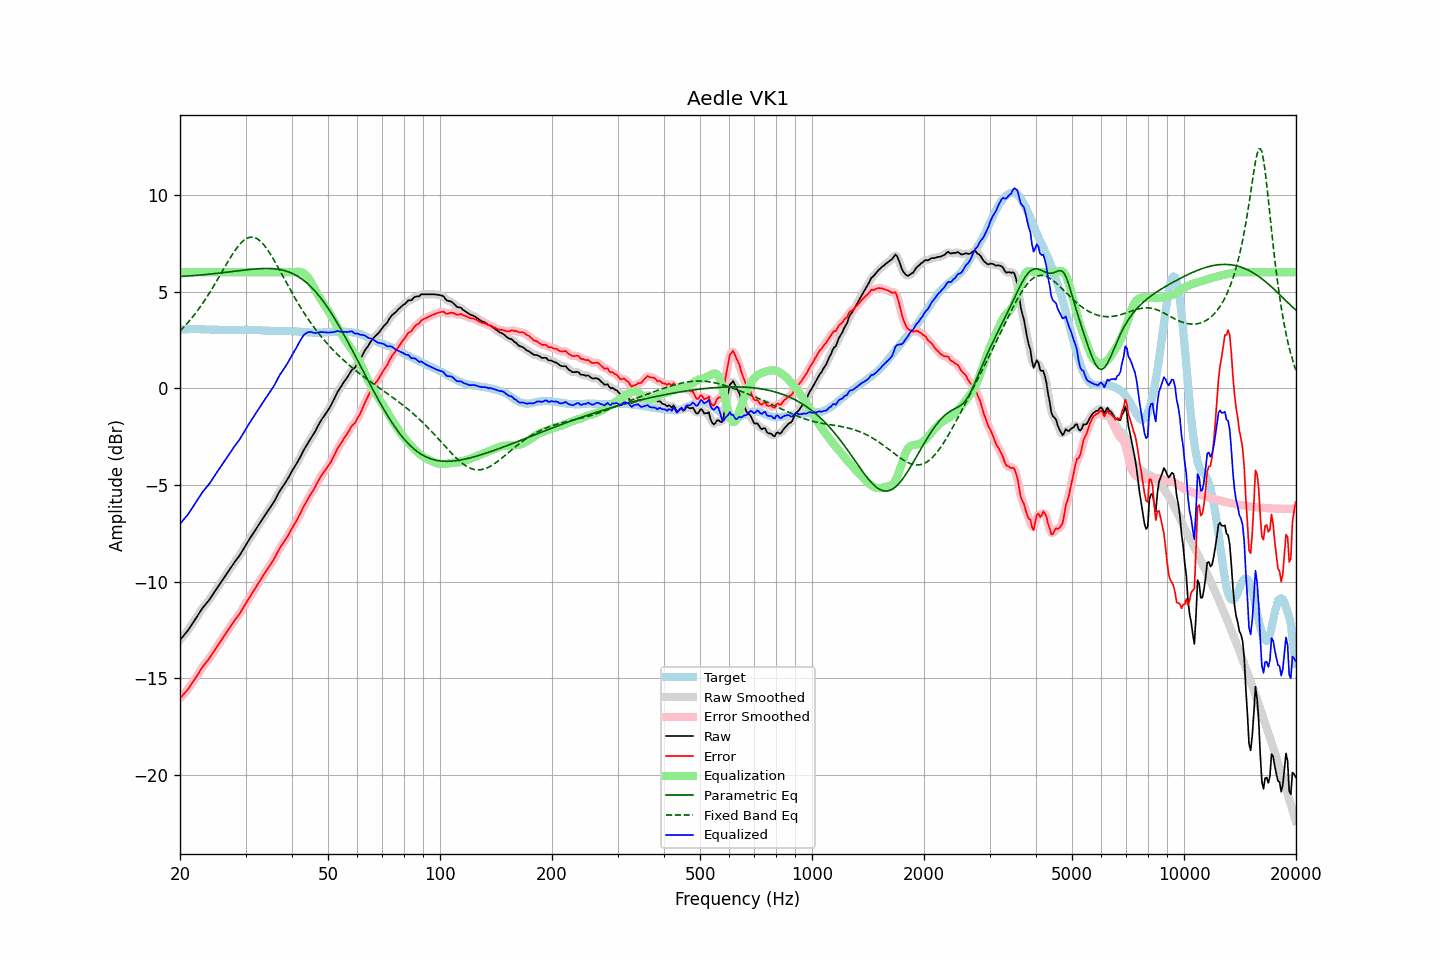 Aedle VK1
Amplitude (dBr)
10
5
0
−5
−10
−15
−20
Target
Raw Smoothed
Error Smoothed
Raw
Error
Equalization
Parametric Eq
Fixed Band Eq
Equalized
20 50 100 200 500 1000 2000 5000 10000 20000
Frequency (Hz)